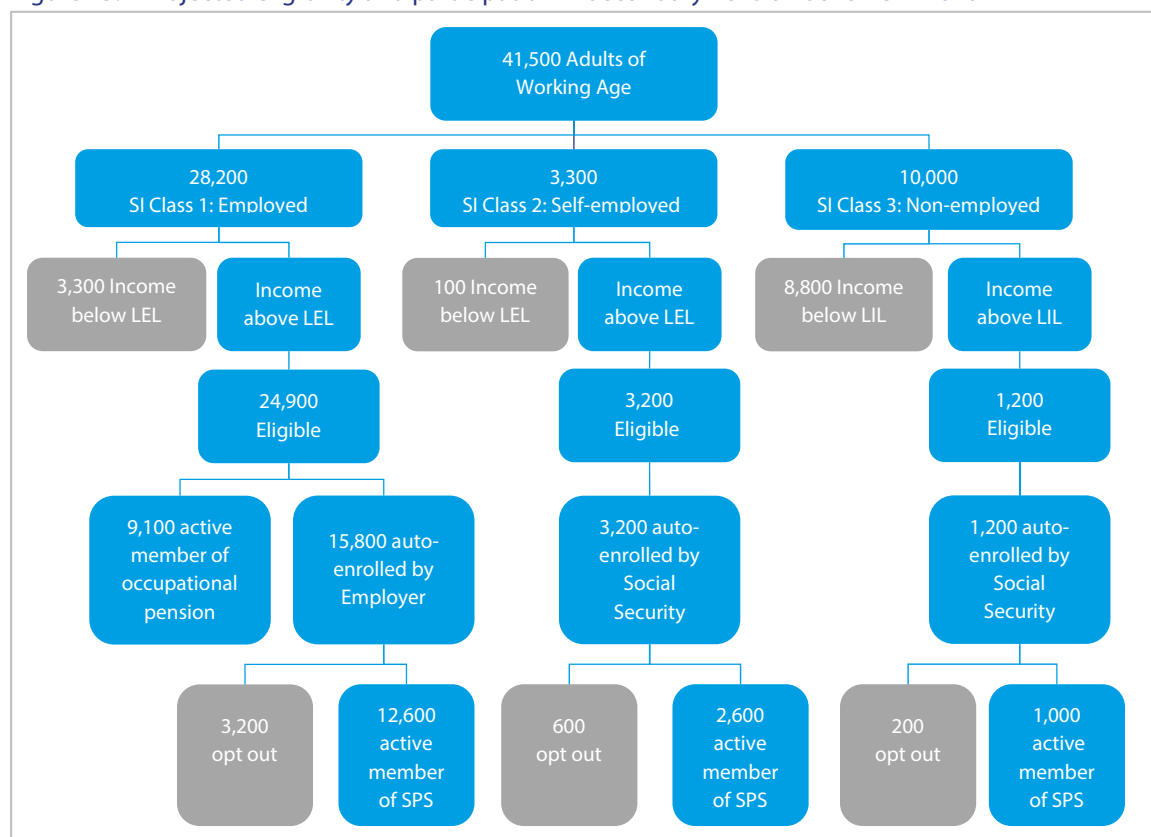 41,500 Adults of
Working Age
28,200
SI Class 1: Employed
3,300
SI Class 2: Self-employed
10,000
SI Class 3: Non-employed
3,300 Income
below LEL
Income
above LEL
100 Income
below LEL
Income
above LEL
8,800 Income
below LIL
Income
above LIL
24,900
Eligible
3,200
Eligible
1,200
Eligible
9,100 active
member of
occupational
pension
15,800 auto-
enrolled by
Employer
3,200 auto-
enrolled by
Social
Security
1,200 auto-
enrolled by
Social
Security
3,200
opt out
12,600
active
member
of SPS
600
opt out
2,600
active
member
of SPS
200
opt out
1,000
active
member
of SPS